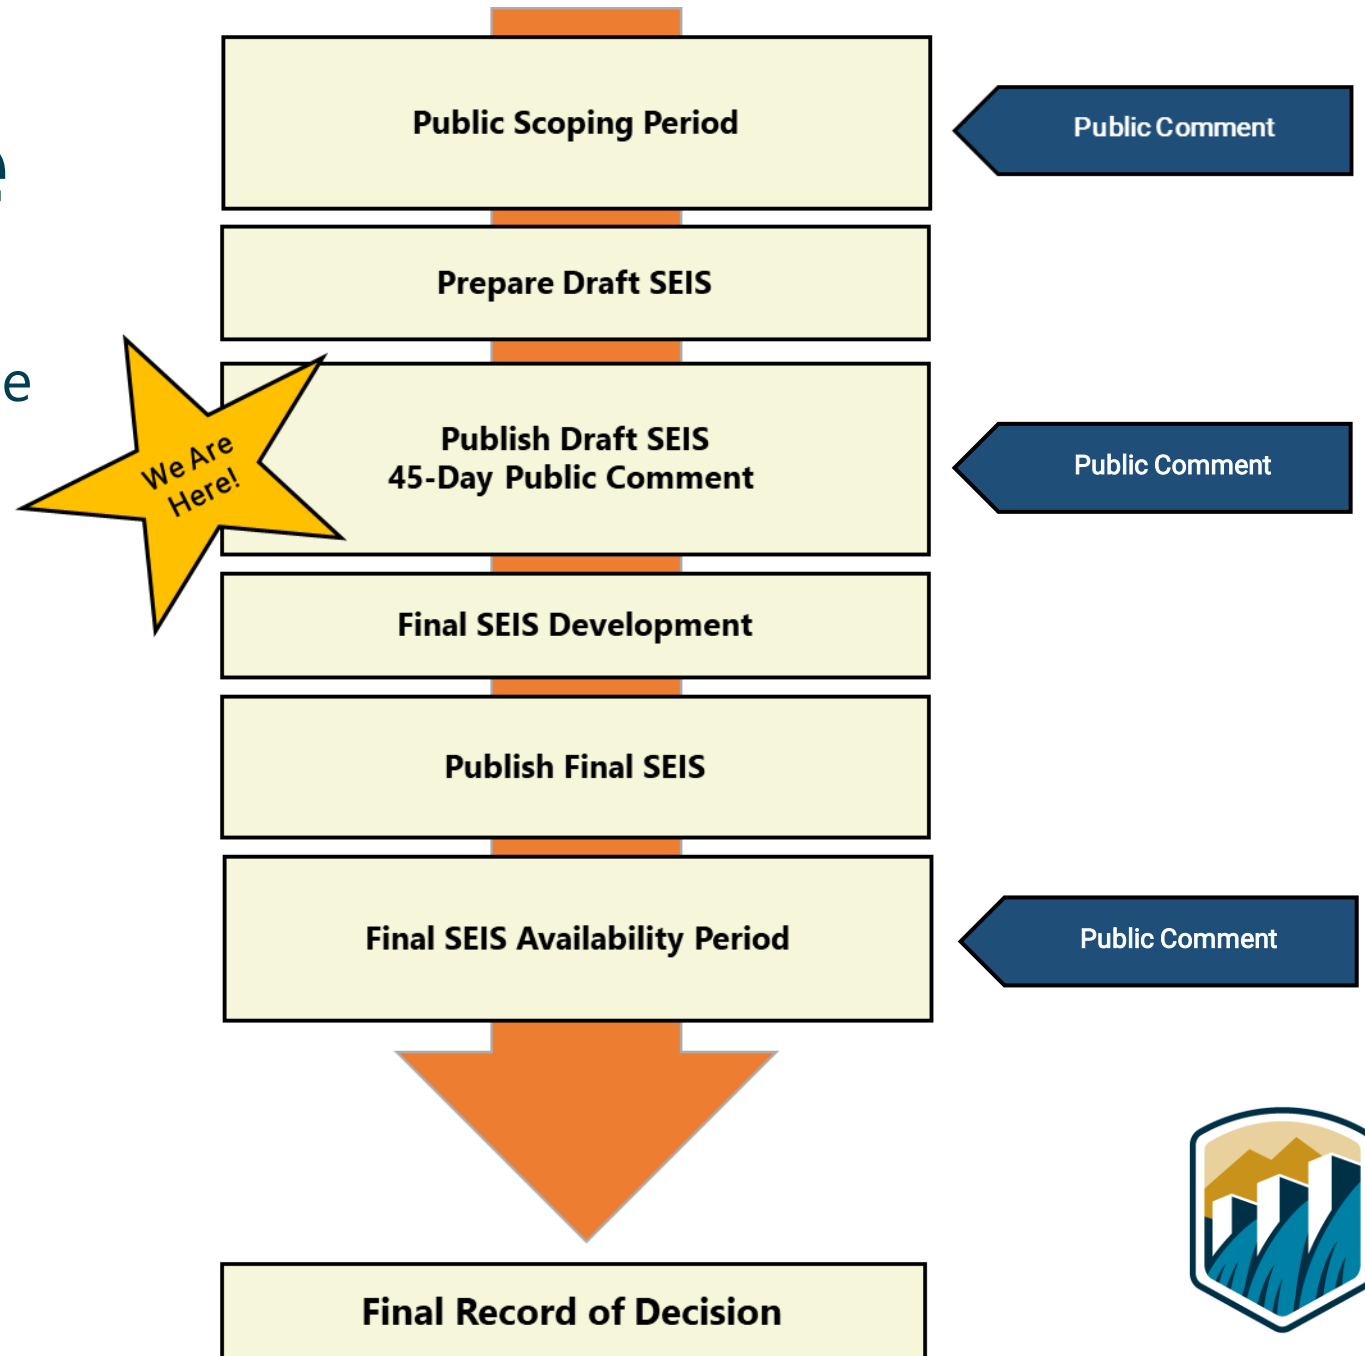 Public Scoping Period
Public Comment
Prepare Draft SEIS
We Are
Here!
Publish Draft SEIS
45-Day Public Comment
Public Comment
Final SEIS Development
Publish Final SEIS
Final SEIS Availability Period
Public Comment
Final Record of Decision